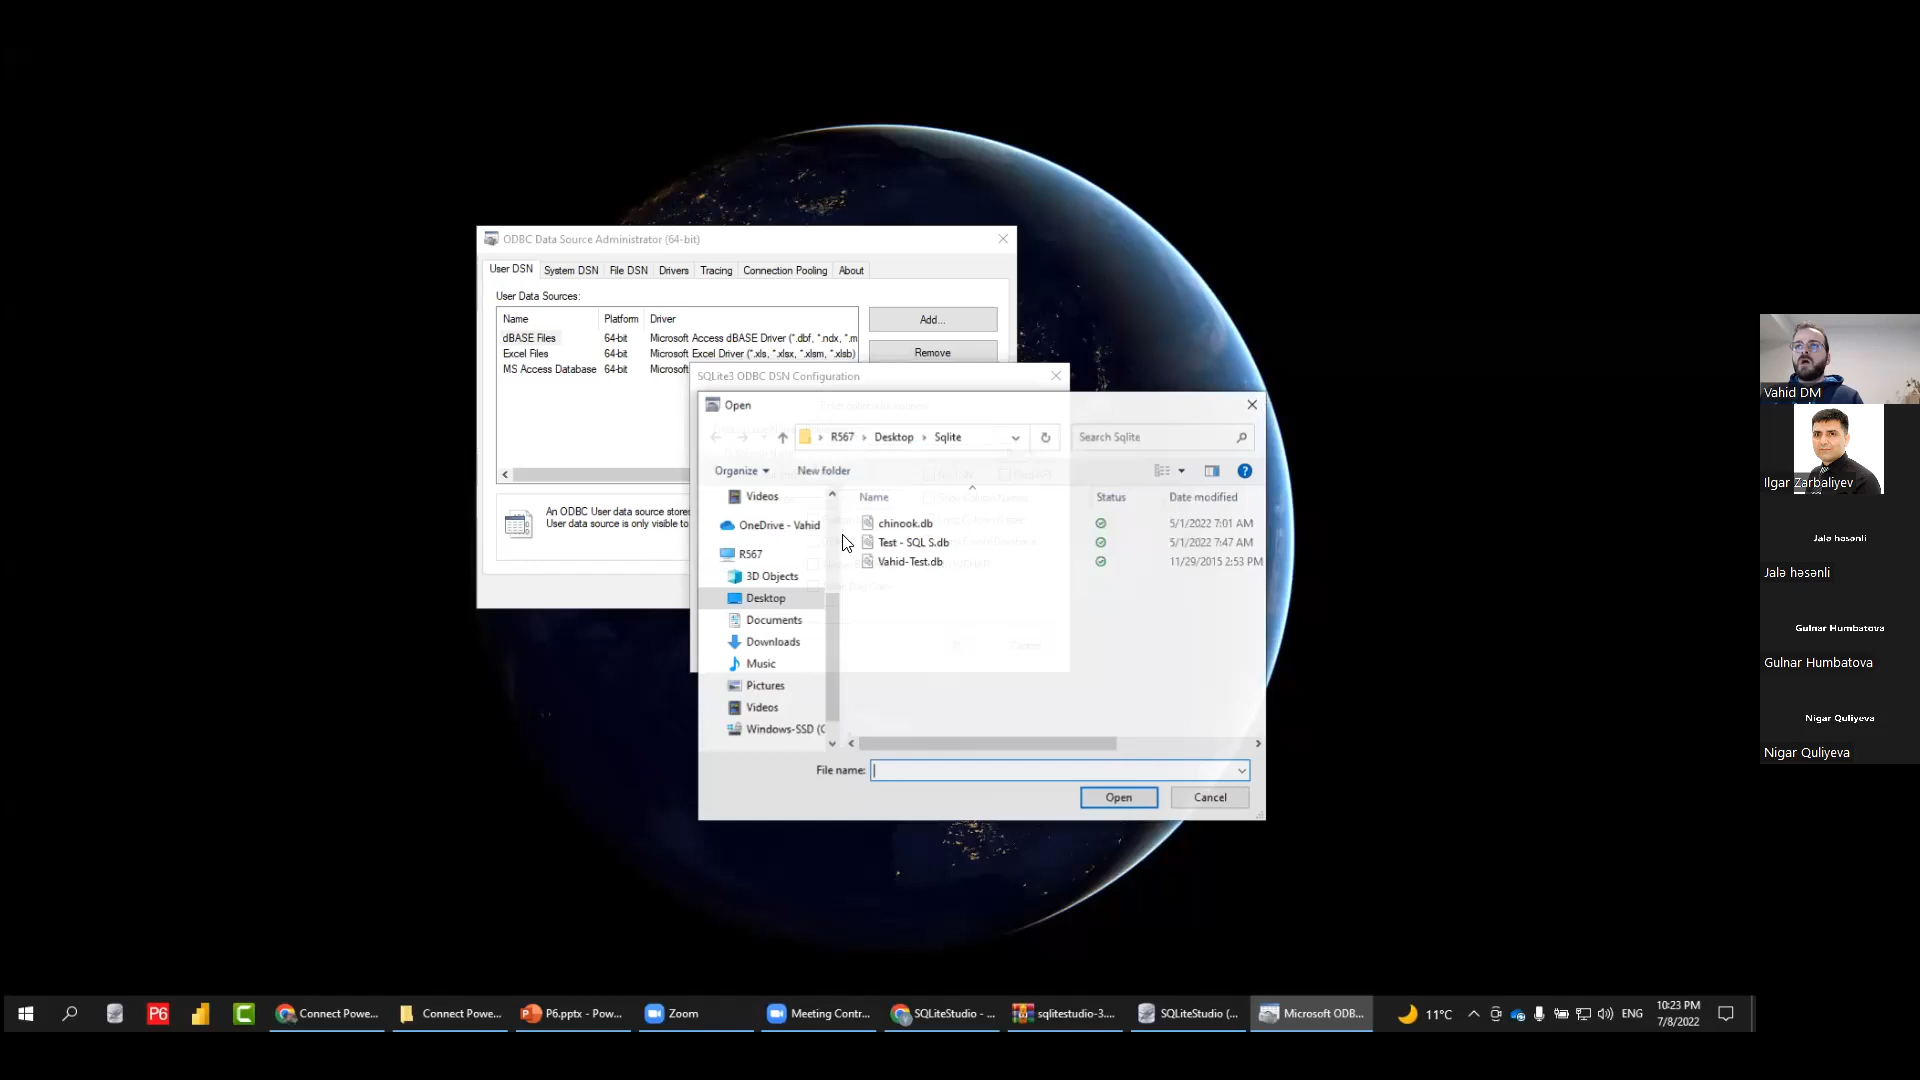 ODBC Data Source Administrator (64-bit)
User DSN System DSN File DSN Drivers Tracing Connection Pooling About
User Data Sources:
Name Platform Driver
dBASE Files 64-bit Microsoft Access dBASE Driver (*.dbf, *.ndx, *.m
Excel Files 64-bit Microsoft Excel Driver (*.xls, *.xlsx, *.xlsm, *.xlsb)
MS Access Database 64-bit Microsof
Add...
Remove
An ODBC User data source stores
User data source is only visible to
SQLite3 ODBC DSN Configuration
Open
R567 Desktop Sqlite
Search Sqlite
Organize New folder
Videos
OneDrive - Vahid
R567
3D Objects
Desktop
Documents
Downloads
Music
Pictures
Videos
Windows-SSD (C
Name Status Date modified
chinook.db 5/1/2022 7:01 AM
Test - SQL S.db 5/1/2022 7:47 AM
Vahid-Test.db 11/29/2015 2:53 PM
File name:
Open Cancel
Vahid DM
Ilgar Zarbaliyev
Jalə həsənli
Jalə həsənli
Gulnar Humbatova
Gulnar Humbatova
Nigar Quliyeva
Nigar Quliyeva
P6
Connect Powe...
Connect Powe...
P6.pptx - Pow...
Zoom
Meeting Contr...
SQLiteStudio - ...
sqlitestudio-3....
SQLiteStudio (...
Microsoft ODB...
11°C
ENG
10:23 PM
7/8/2022